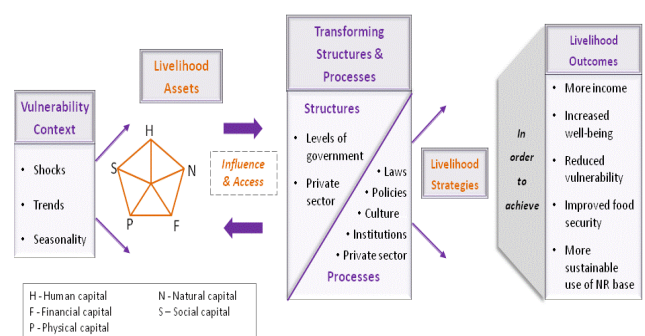 Vulnerability
Context
• Shocks
• Trends
• Seasonality
Livelihood
Assets
H
S
N
P
F
Influence
& Access
Transforming
Structures &
Processes
Structures
• Levels of
government
• Private
sector
• Laws
• Policies
• Culture
• Institutions
• Private sector
Processes
Livelihood
Strategies
In
order
to
achieve
Livelihood
Outcomes
• More income
• Increased
well-being
• Reduced
vulnerability
• Improved food
security
• More
sustainable
use of NR base
H - Human capital
N - Natural capital
F - Financial capital
S – Social capital
P - Physical capital